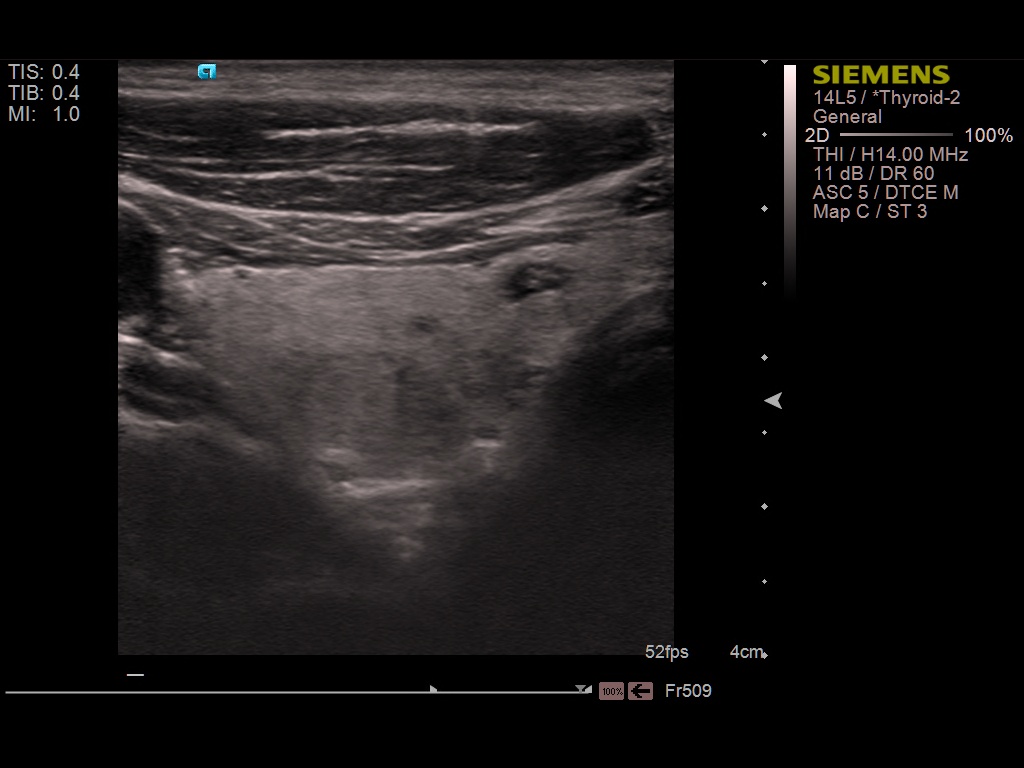 TIS: 0.4
TIB: 0.4
MI: 1.0
SIEMENS
14L5 / *Thyroid-2
General
2D 100%
THI / H14.00 MHz
11 dB / DR 60
ASC 5 / DTCE M
Map C / ST 3
52fps 4cm
100% Fr509